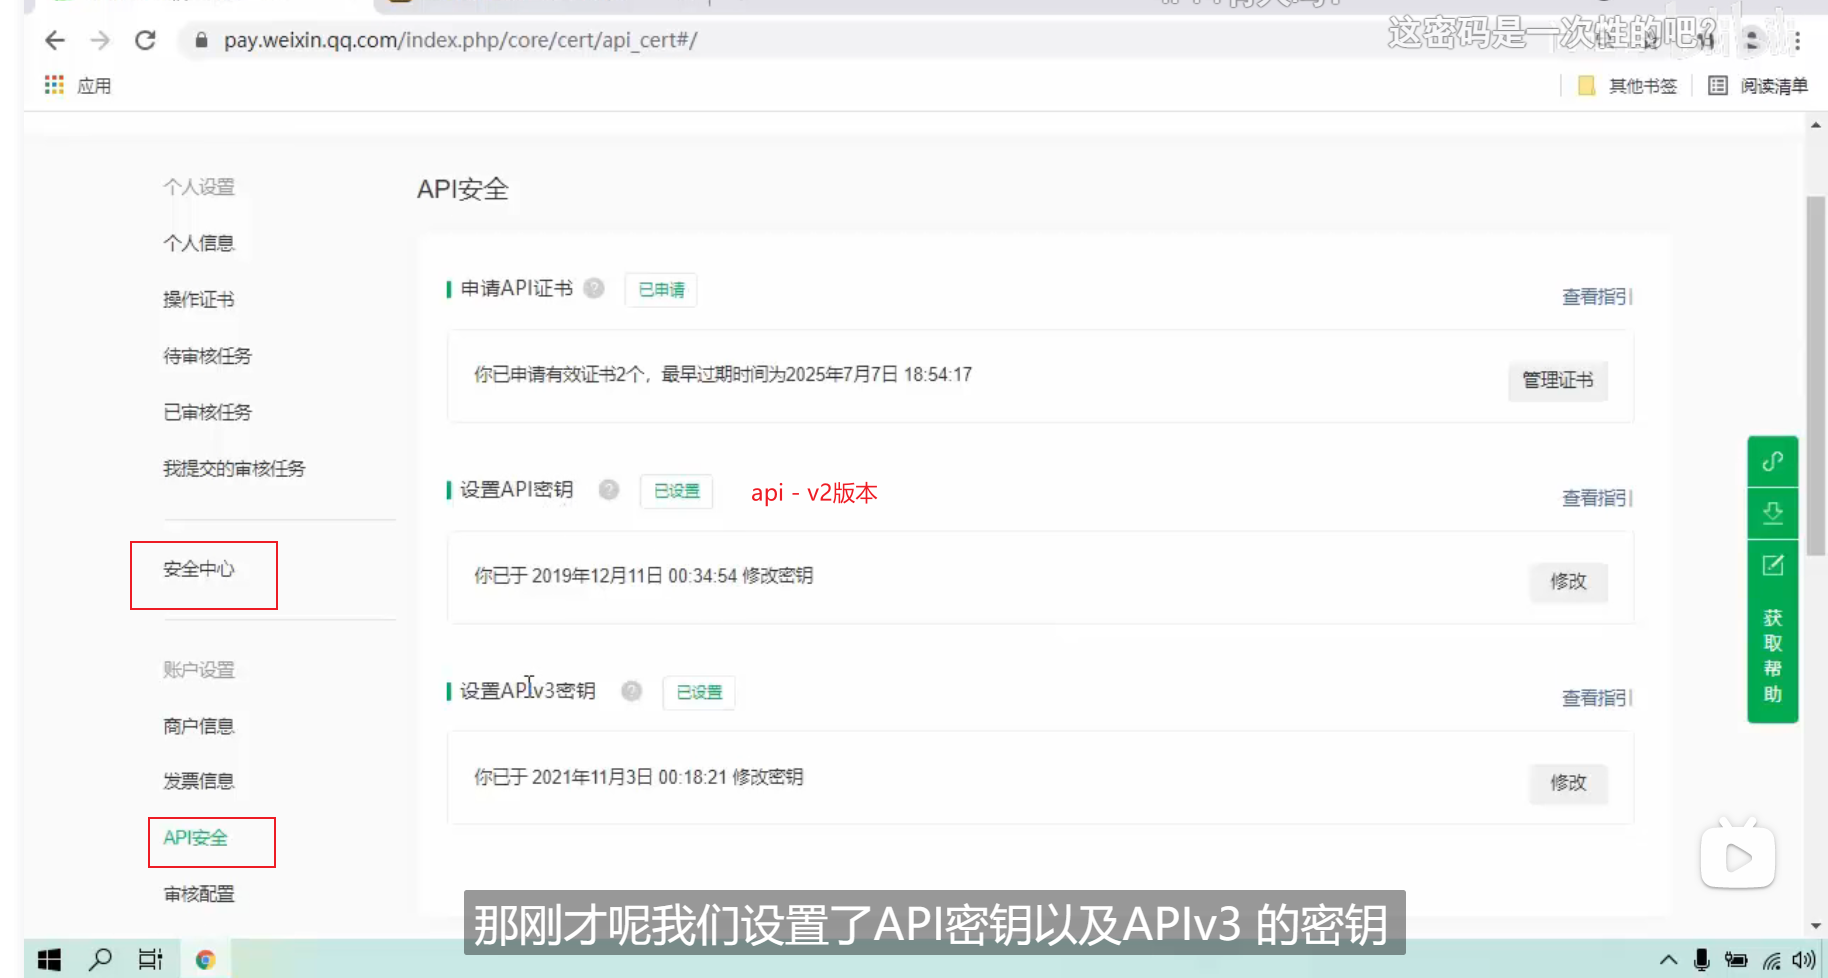 这密码是一次性的吧?
pay.weixin.qq.com/index.php/core/cert/api_cert#/
应用
其他书签
阅读清单
个人设置
个人信息
操作证书
待审核任务
已审核任务
我提交的审核任务
安全中心
账户设置
商户信息
发票信息
API安全
审核配置
API安全
申请API证书
已申请
查看指引
你已申请有效证书2个，最早过期时间为2025年7月7日 18:54:17
管理证书
设置API密钥
已设置
api - v2版本
查看指引
你已于 2019年12月11日 00:34:54 修改密钥
修改
设置APIv3密钥
已设置
查看指引
你已于 2021年11月3日 00:18:21 修改密钥
修改
获取帮助
那刚才呢我们设置了API密钥以及APIv3 的密钥